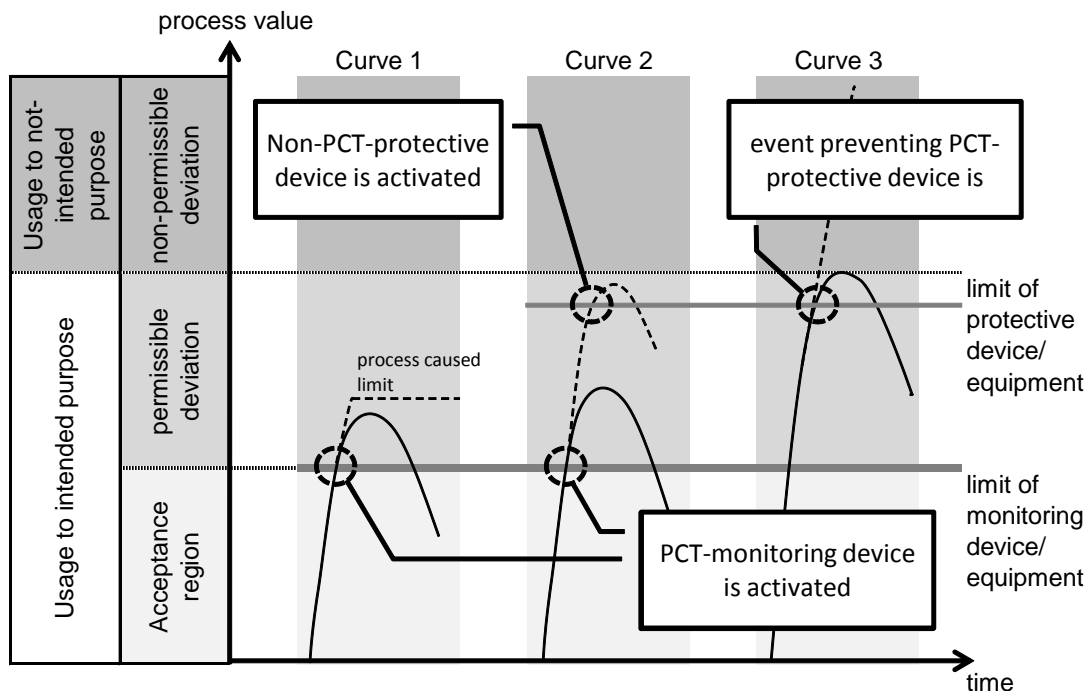 process value
Curve 1
Curve 2
Curve 3
Usage to not-
intended
purpose
non-permissible
deviation
Non-PCT-protective
device is activated
event preventing PCT-
protective device is
Usage to intended purpose
permissible
deviation
process caused
limit
limit of
protective
device/
equipment
Acceptance
region
PCT-monitoring device
is activated
limit of
monitoring
device/
equipment
time